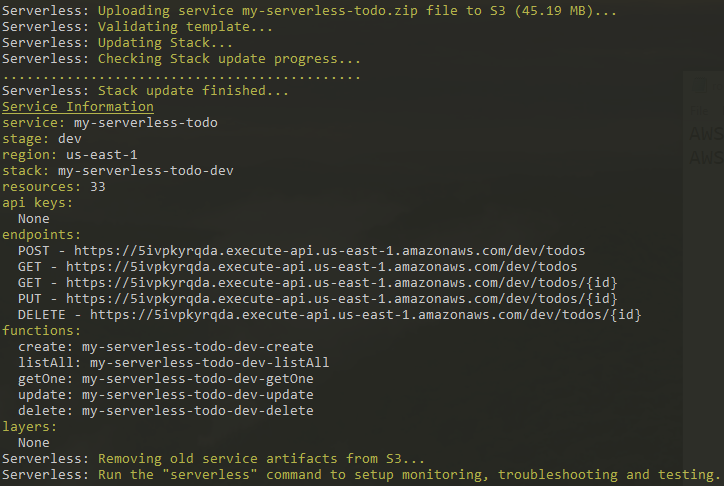 Serverless: Uploading service my-serverless-todo.zip file to S3 (45.19 MB)...
Serverless: Validating template...
Serverless: Updating Stack...
Serverless: Checking Stack update progress...
.............................................
Serverless: Stack update finished...
Service Information
service: my-serverless-todo
stage: dev
region: us-east-1
stack: my-serverless-todo-dev
resources: 33
api keys:
  None
endpoints:
  POST - https://5ivpkyrqda.execute-api.us-east-1.amazonaws.com/dev/todos
  GET - https://5ivpkyrqda.execute-api.us-east-1.amazonaws.com/dev/todos
  GET - https://5ivpkyrqda.execute-api.us-east-1.amazonaws.com/dev/todos/{id}
  PUT - https://5ivpkyrqda.execute-api.us-east-1.amazonaws.com/dev/todos/{id}
  DELETE - https://5ivpkyrqda.execute-api.us-east-1.amazonaws.com/dev/todos/{id}
functions:
  create: my-serverless-todo-dev-create
  listAll: my-serverless-todo-dev-listAll
  getOne: my-serverless-todo-dev-getOne
  update: my-serverless-todo-dev-update
  delete: my-serverless-todo-dev-delete
layers:
  None
Serverless: Removing old service artifacts from S3...
Serverless: Run the "serverless" command to setup monitoring, troubleshooting and testing.
AWS
AWS